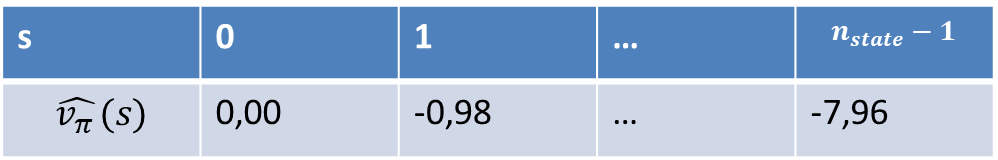 s 0 1 ... n_state − 1
v̂_π(s) 0,00 -0,98 ... -7,96